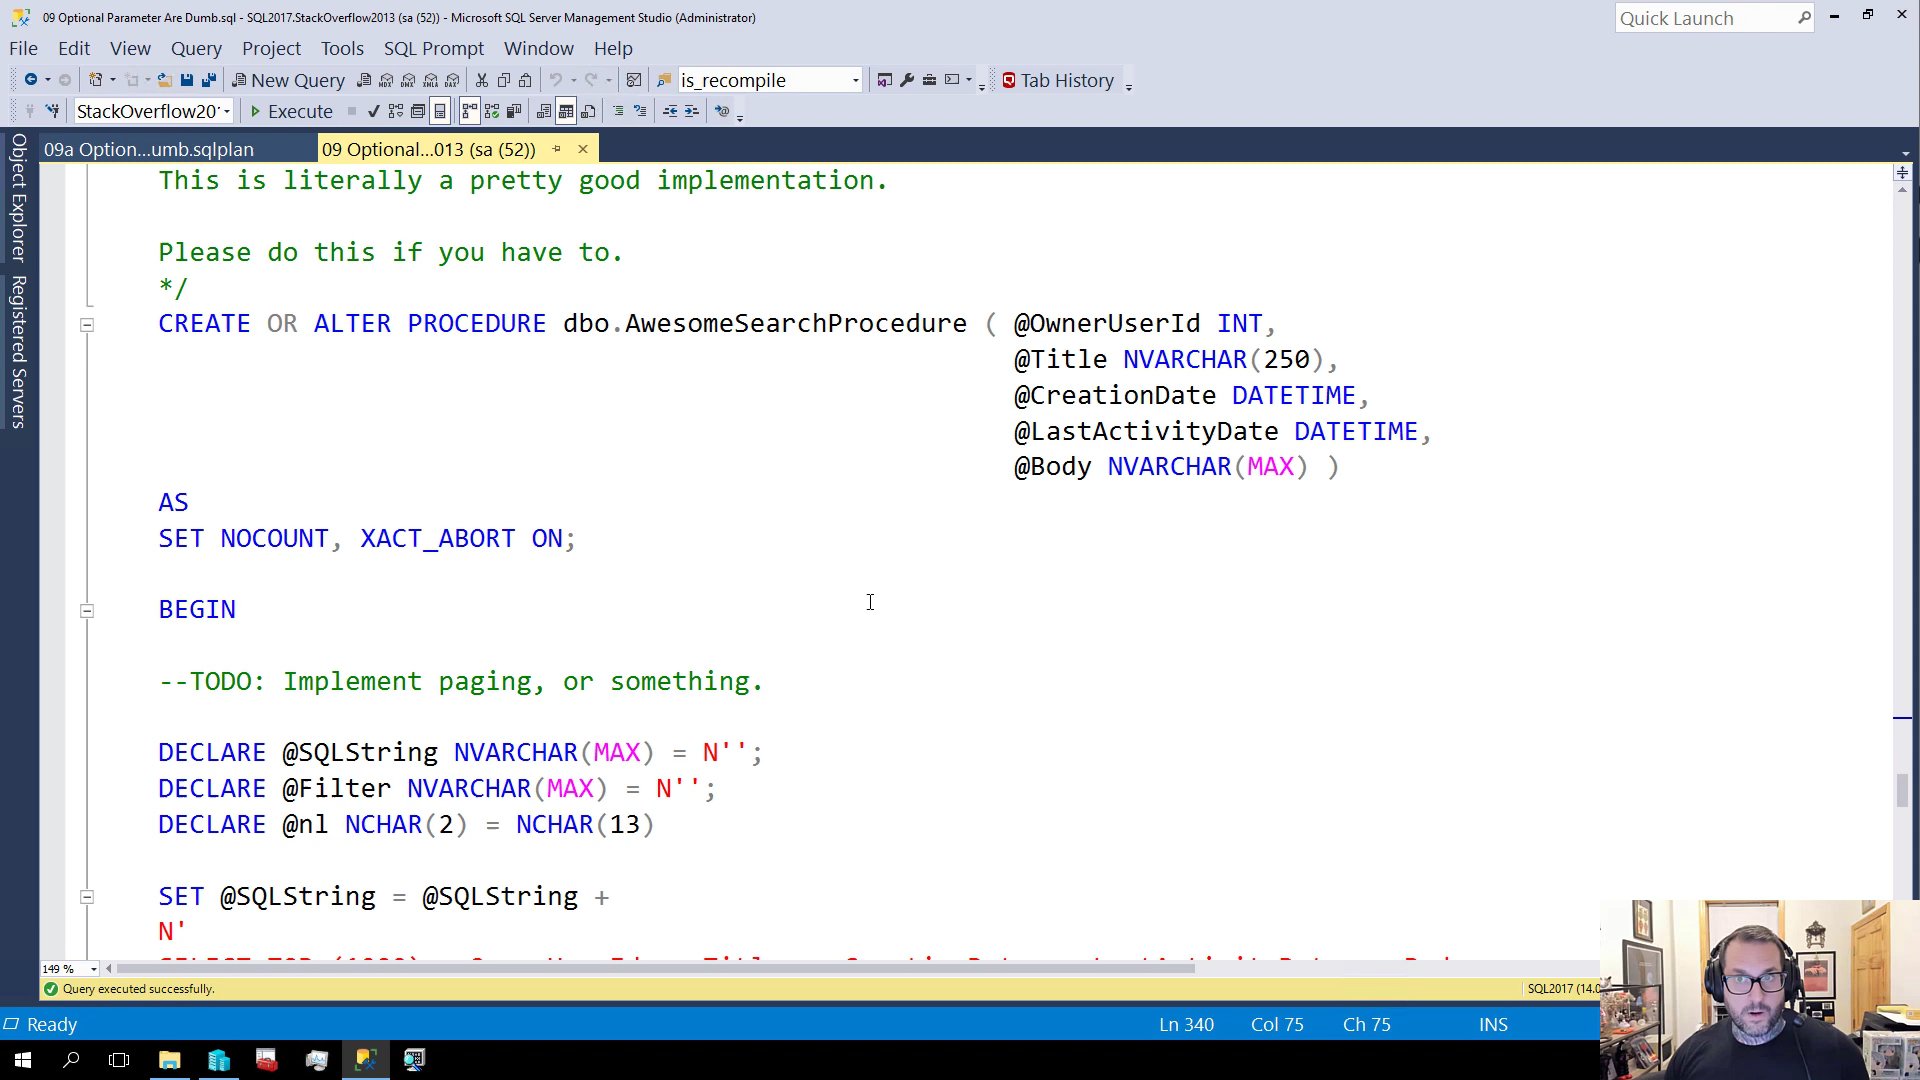 09 Optional Parameter Are Dumb.sql - SQL2017.StackOverflow2013 (sa (52)) - Microsoft SQL Server Management Studio (Administrator)
Quick Launch
File Edit View Query Project Tools SQL Prompt Window Help
New Query
is_recompile
Tab History
StackOverflow20
Execute
09a Option...umb.sqlplan
09 Optional...013 (sa (52))
Object Explorer
Registered Servers
This is literally a pretty good implementation.
Please do this if you have to.
*/
CREATE OR ALTER PROCEDURE dbo.AwesomeSearchProcedure ( @OwnerUserId INT,
@Title NVARCHAR(250),
@CreationDate DATETIME,
@LastActivityDate DATETIME,
@Body NVARCHAR(MAX) )
AS
SET NOCOUNT, XACT_ABORT ON;
BEGIN
--TODO: Implement paging, or something.
DECLARE @SQLString NVARCHAR(MAX) = N'';
DECLARE @Filter NVARCHAR(MAX) = N'';
DECLARE @nl NCHAR(2) = NCHAR(13)
SET @SQLString = @SQLString +
N'
149 %
Query executed successfully.
SQL2017 (14.0
Ready
Ln 340
Col 75
Ch 75
INS